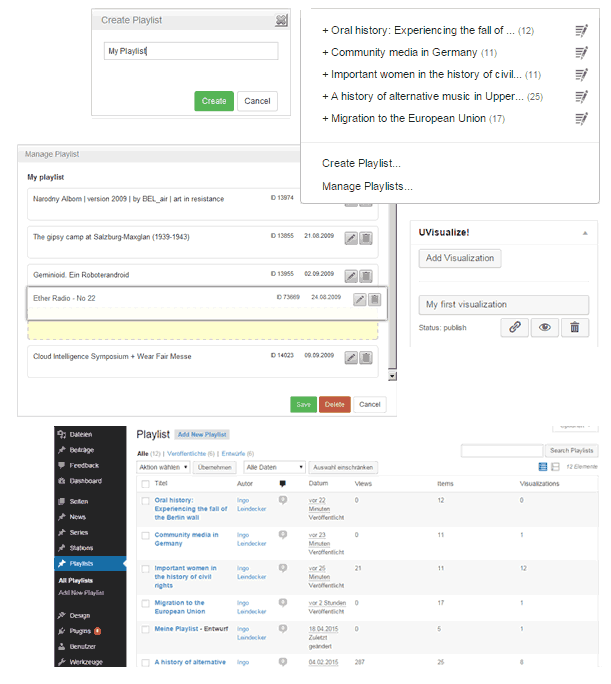 Create Playlist
My Playlist
Create Cancel
+ Oral history: Experiencing the fall of ... (12)
+ Community media in Germany (11)
+ Important women in the history of civil... (11)
+ A history of alternative music in Upper... (25)
+ Migration to the European Union (17)
Create Playlist...
Manage Playlists...
Manage Playlist
My playlist
Narodny Albom | version 2009 | by BEL_air | art in resistance ID 13974
The gipsy camp at Salzburg-Maxglan (1939-1943) ID 13855 21.08.2009
Geminioid. Ein Roboterandroid ID 13955 02.09.2009
Ether Radio - No 22 ID 73669 24.08.2009
Cloud Intelligence Symposium + Wear Fair Messe ID 14023 09.09.2009
Save Delete Cancel
UVisualize!
Add Visualization
My first visualization
Status: publish
Dateien
Beiträge
Feedback
Dashboard
Seiten
News
Series
Stations
Playlists
All Playlists
Add New Playlist
Design
Plugins
Benutzer
Werkzeuge
Playlist Add New Playlist
Alle (12) | Veröffentlichte (6) | Entwürfe (6)
Search Playlists
Aktion wählen Übernehmen Alle Daten Auswahl einschränken
12 Elemente
Titel Autor Datum Views Items Visualizations
Oral history: Experiencing the fall of the Berlin wall
Ingo Leindecker
0
vor 22 Minuten Veröffentlicht
0 12 0
Community media in Germany
Ingo Leindecker
0
vor 23 Minuten Veröffentlicht
0 11 1
Important women in the history of civil rights
Ingo Leindecker
0
vor 25 Minuten Veröffentlicht
21 11 12
Migration to the European Union
Ingo Leindecker
0
vor 2 Stunden Veröffentlicht
0 17 1
Meine Playlist - Entwurf
Ingo Leindecker
0
18.04.2015 Zuletzt geändert
0 5 1
A history of alternative
Ingo Leindecker
0
04.02.2015
287 25 8